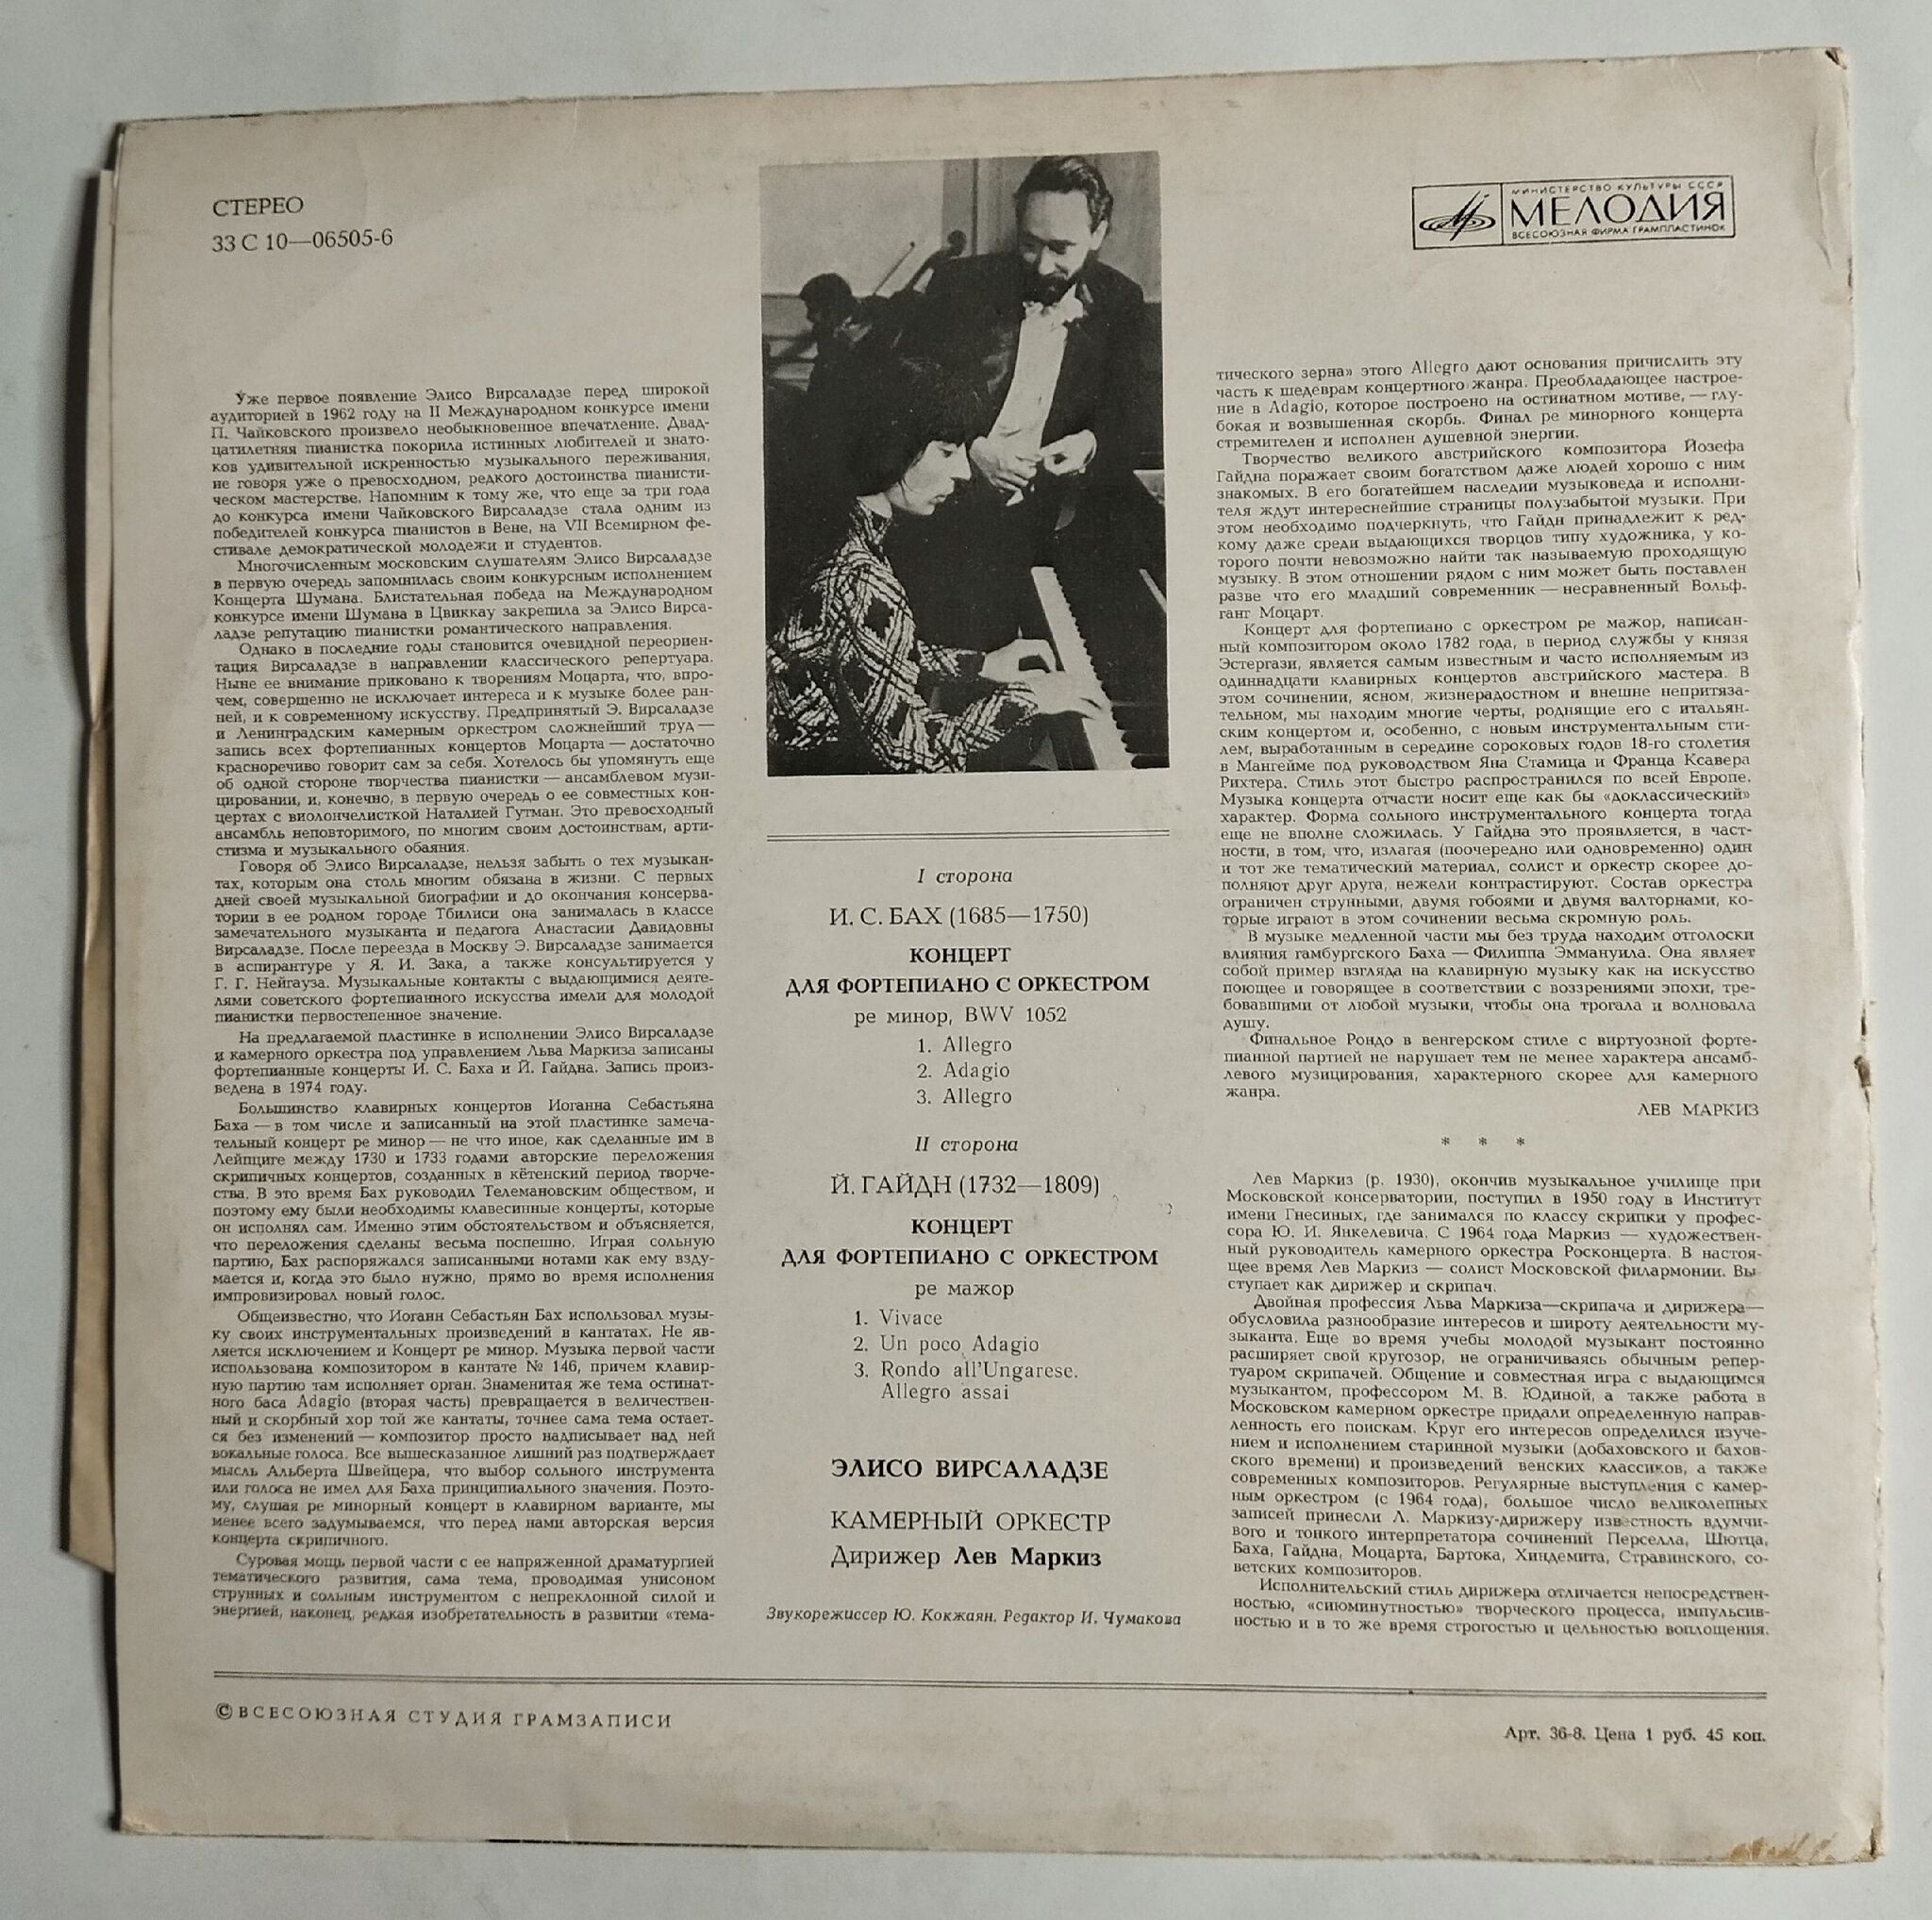 СТЕРЕО
33 С 10—06505-6
МИНИСТЕРСТВО КУЛЬТУРЫ СССР
МЕЛОДИЯ
ВСЕСОЮЗНАЯ ФИРМА ГРАМПЛАСТИНОК
Уже первое появление Элисо Вирсаладзе перед широкой
аудиторией в 1962 году на II Международном конкурсе имени
П. Чайковского произвело необыкновенное впечатление. Двад-
цатилетняя пианистка покорила истинных любителей и знато-
ков удивительной искренностью музыкального переживания,
не говоря уже о превосходном, редкого достоинства пианисти-
ческом мастерстве. Напомним к тому же, что еще за три года
до конкурса имени Чайковского Вирсаладзе стала одним из
победителей конкурса пианистов в Вене, на VII Всемирном фе-
стивале демократической молодежи и студентов.
Многочисленным московским слушателям Элисо Вирсаладзе
в первую очередь запомнилась своим конкурсным исполнением
Концерта Шумана. Блистательная победа на Международном
конкурсе имени Шумана в Цвиккау закрепила за Элисо Вирса-
ладзе репутацию пианистки романтического направления.
Однако в последние годы становится очевидной переориен-
тация Вирсаладзе в направлении классического репертуара.
Ныне ее внимание приковано к творениям Моцарта, что, впро-
чем, совершенно не исключает интереса и к музыке более ран-
ней, и к современному искусству. Предпринятый Э. Вирсаладзе
и Ленинградским камерным оркестром сложнейший труд —
запись всех фортепианных концертов Моцарта — достаточно
красноречиво говорит сам за себя. Хотелось бы упомянуть еще
об одной стороне творчества пианистки — ансамблевом музи-
цировании, и, конечно, в первую очередь о ее совместных кон-
цертах с виолончелисткой Наталией Гутман. Это превосходный
ансамбль неповторимого, по многим своим достоинствам, арти-
стизма и музыкального обаяния.
Говоря об Элисо Вирсаладзе, нельзя забыть о тех музыкан-
тах, которым она столь многим обязана в жизни. С первых
дней своей музыкальной биографии и до окончания консерва-
тории в ее родном городе Тбилиси она занималась в классе
замечательного музыканта и педагога Анастасии Давидовны
Вирсаладзе. После переезда в Москву Э. Вирсаладзе занимается
в аспирантуре у Я. И. Зака, а также консультируется у
Г. Г. Нейгауза. Музыкальные контакты с выдающимися деяте-
лями советского фортепианного искусства имели для молодой
пианистки первостепенное значение.
На предлагаемой пластинке в исполнении Элисо Вирсаладзе
и камерного оркестра под управлением Льва Маркиза записаны
фортепианные концерты И. С. Баха и Й. Гайдна. Запись произ-
ведена в 1974 году.
Большинство клавирных концертов Иоганна Себастьяна
Баха — в том числе и записанный на этой пластинке замеча-
тельный концерт ре минор — не что иное, как сделанные им в
Лейпциге между 1730 и 1733 годами авторские переложения
скрипичных концертов, созданных в кётенский период творче-
ства. В это время Бах руководил Телемановским обществом, и
поэтому ему были необходимы клавесинные концерты, которые
он исполнял сам. Именно этим обстоятельством и объясняется,
что переложения сделаны весьма поспешно. Играя сольную
партию, Бах распоряжался записанными нотами как ему взду-
мается и, когда это было нужно, прямо во время исполнения
импровизировал новый голос.
Общеизвестно, что Иоганн Себастьян Бах использовал музы-
ку своих инструментальных произведений в кантатах. Не яв-
ляется исключением и Концерт ре минор. Музыка первой части
использована композитором в кантате № 146, причем клавир-
ную партию там исполняет орган. Знаменитая же тема остинат-
ного баса Adagio (вторая часть) превращается в величествен-
ный и скорбный хор той же кантаты, точнее сама тема остает-
ся без изменений — композитор просто надписывает над ней
вокальные голоса. Все вышесказанное лишний раз подтверждает
мысль Альберта Швейцера, что выбор сольного инструмента
или голоса не имел для Баха принципиального значения. Поэто-
му, слушая ре минорный концерт в клавирном варианте, мы
менее всего задумываемся, что перед нами авторская версия
концерта скрипичного.
Суровая мощь первой части с ее напряженной драматургией
тематического развития, сама тема, проводимая унисоном
струнных и сольным инструментом с непреклонной силой и
энергией, наконец, редкая изобретательность в развитии «тема-
I сторона
И. С. БАХ (1685—1750)
КОНЦЕРТ
ДЛЯ ФОРТЕПИАНО С ОРКЕСТРОМ
ре минор, BWV 1052
1. Allegro
2. Adagio
3. Allegro
II сторона
Й. ГАЙДН (1732—1809)
КОНЦЕРТ
ДЛЯ ФОРТЕПИАНО С ОРКЕСТРОМ
ре мажор
1. Vivace
2. Un poco Adagio
3. Rondo all'Ungarese.
Allegro assai
ЭЛИСО ВИРСАЛАДЗЕ
КАМЕРНЫЙ ОРКЕСТР
Дирижер Лев Маркиз
Звукорежиссер Ю. Кокжаян. Редактор И. Чумакова
тического зерна» этого Allegro дают основания причислить эту
часть к шедеврам концертного жанра. Преобладающее настрое-
ние в Adagio, которое построено на остинатном мотиве, — глу-
бокая и возвышенная скорбь. Финал ре минорного концерта
стремителен и исполнен душевной энергии.
Творчество великого австрийского композитора Йозефа
Гайдна поражает своим богатством даже людей хорошо с ним
знакомых. В его богатейшем наследии музыковеда и исполни-
теля ждут интереснейшие страницы полузабытой музыки. При
этом необходимо подчеркнуть, что Гайдн принадлежит к ред-
кому даже среди выдающихся творцов типу художника, у ко-
торого почти невозможно найти так называемую проходящую
музыку. В этом отношении рядом с ним может быть поставлен
разве что его младший современник — несравненный Вольф-
ганг Моцарт.
Концерт для фортепиано с оркестром ре мажор, написан-
ный композитором около 1782 года, в период службы у князя
Эстергази, является самым известным и часто исполняемым из
одиннадцати клавирных концертов австрийского мастера. В
этом сочинении, ясном, жизнерадостном и внешне непритяза-
тельном, мы находим многие черты, роднящие его с итальян-
ским концертом и, особенно, с новым инструментальным сти-
лем, выработанным в середине сороковых годов 18-го столетия
в Мангейме под руководством Яна Стамица и Франца Ксавера
Рихтера. Стиль этот быстро распространился по всей Европе.
Музыка концерта отчасти носит еще как бы «доклассический»
характер. Форма сольного инструментального концерта тогда
еще не вполне сложилась. У Гайдна это проявляется, в част-
ности, в том, что, излагая (поочередно или одновременно) один
и тот же тематический материал, солист и оркестр скорее до-
полняют друг друга, нежели контрастируют. Состав оркестра
ограничен струнными, двумя гобоями и двумя валторнами, ко-
торые играют в этом сочинении весьма скромную роль.
В музыке медленной части мы без труда находим отголоски
влияния гамбургского Баха — Филиппа Эммануила. Она являет
собой пример взгляда на клавирную музыку как на искусство
поющее и говорящее в соответствии с воззрениями эпохи, тре-
бовавшими от любой музыки, чтобы она трогала и волновала
душу.
Финальное Рондо в венгерском стиле с виртуозной форте-
пианной партией не нарушает тем не менее характера ансамб-
левого музицирования, характерного скорее для камерного
жанра.
ЛЕВ МАРКИЗ
* * *
Лев Маркиз (р. 1930), окончив музыкальное училище при
Московской консерватории, поступил в 1950 году в Институт
имени Гнесиных, где занимался по классу скрипки у профес-
сора Ю. И. Янкелевича. С 1964 года Маркиз — художествен-
ный руководитель камерного оркестра Росконцерта. В настоя-
щее время Лев Маркиз — солист Московской филармонии. Вы
ступает как дирижер и скрипач.
Двойная профессия Льва Маркиза—скрипача и дирижера—
обусловила разнообразие интересов и широту деятельности му-
зыканта. Еще во время учебы молодой музыкант постоянно
расширяет свой кругозор, не ограничиваясь обычным репер-
туаром скрипачей. Общение и совместная игра с выдающимся
музыкантом, профессором М. В. Юдиной, а также работа в
Московском камерном оркестре придали определенную направ-
ленность его поискам. Круг его интересов определился изуче-
нием и исполнением старинной музыки (добаховского и бахов-
ского времени) и произведений венских классиков, а также
современных композиторов. Регулярные выступления с камер-
ным оркестром (с 1964 года), большое число великолепных
записей принесли Л. Маркизу-дирижеру известность вдумчи-
вого и тонкого интерпретатора сочинений Перселла, Шютца,
Баха, Гайдна, Моцарта, Бартока, Хиндемита, Стравинского, со-
ветских композиторов.
Исполнительский стиль дирижера отличается непосредствен-
ностью, «сиюминутностью» творческого процесса, импульсив-
ностью и в то же время строгостью и цельностью воплощения.
© ВСЕСОЮЗНАЯ СТУДИЯ ГРАМЗАПИСИ
Арт. 36-8. Цена 1 руб. 45 коп.